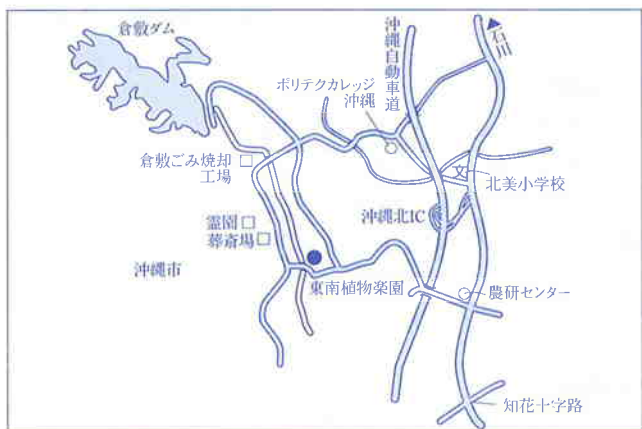 倉敷ダム
沖縄自動車道
石川
ポリテクカレッジ
沖縄
倉敷ごみ焼却
工場
文
北美小学校
沖縄北IC
霊園
葬斎場
沖縄市
東南植物楽園
農研センター
知花十字路